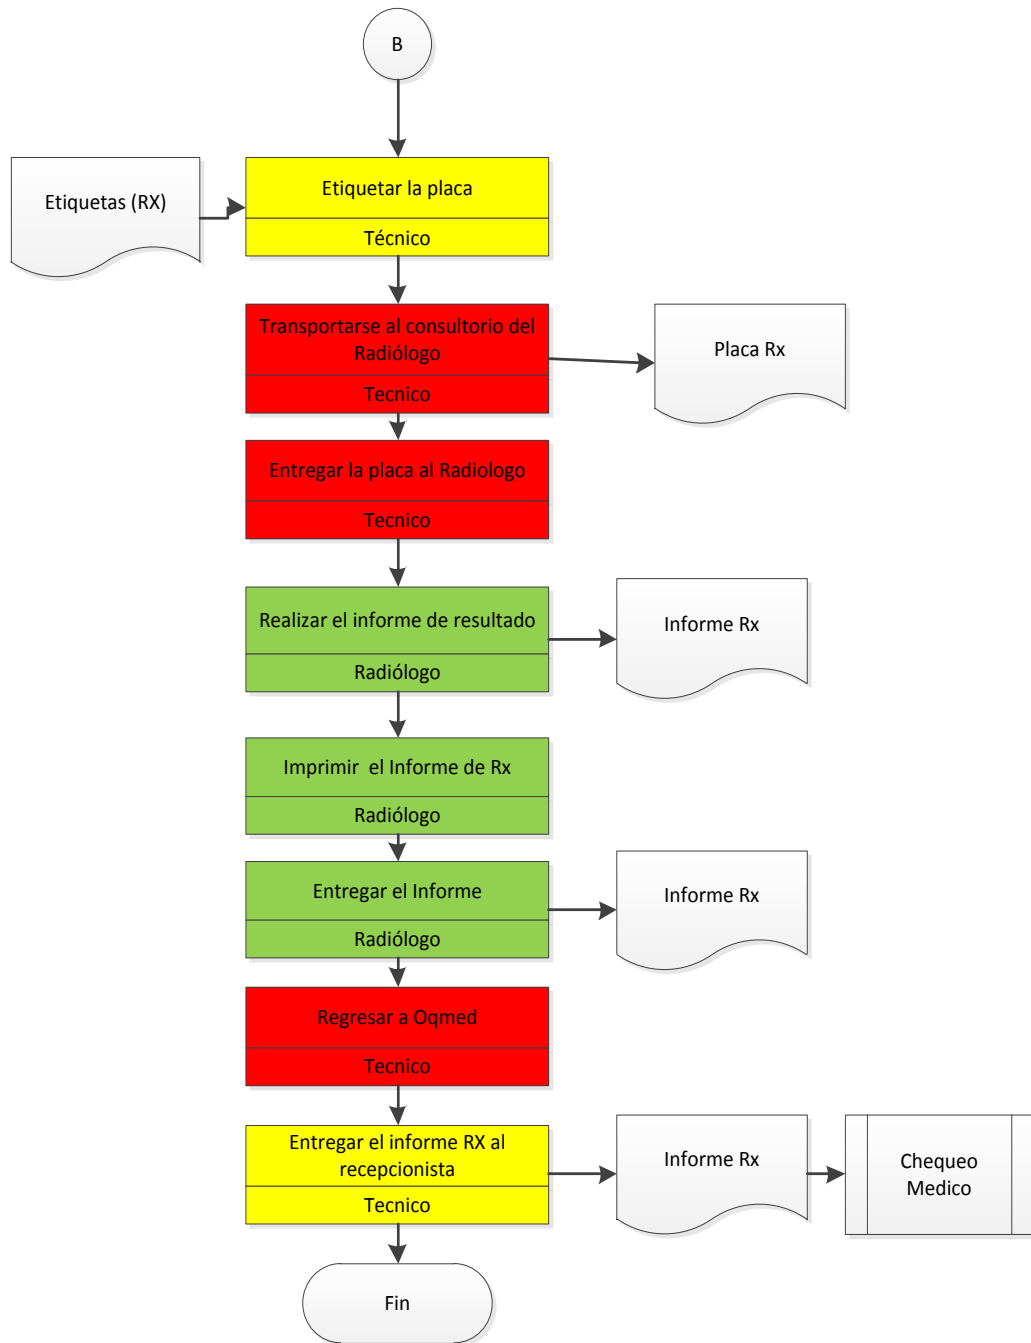 B
Etiquetas (RX)
Etiquetar la placa
Técnico
Transportarse al consultorio del
Radiólogo
Tecnico
Placa Rx
Entregar la placa al Radiologo
Tecnico
Realizar el informe de resultado
Radiólogo
Informe Rx
Imprimir  el Informe de Rx
Radiólogo
Entregar el Informe
Radiólogo
Informe Rx
Regresar a Oqmed
Tecnico
Entregar el informe RX al
recepcionista
Tecnico
Informe Rx
Chequeo
Medico
Fin